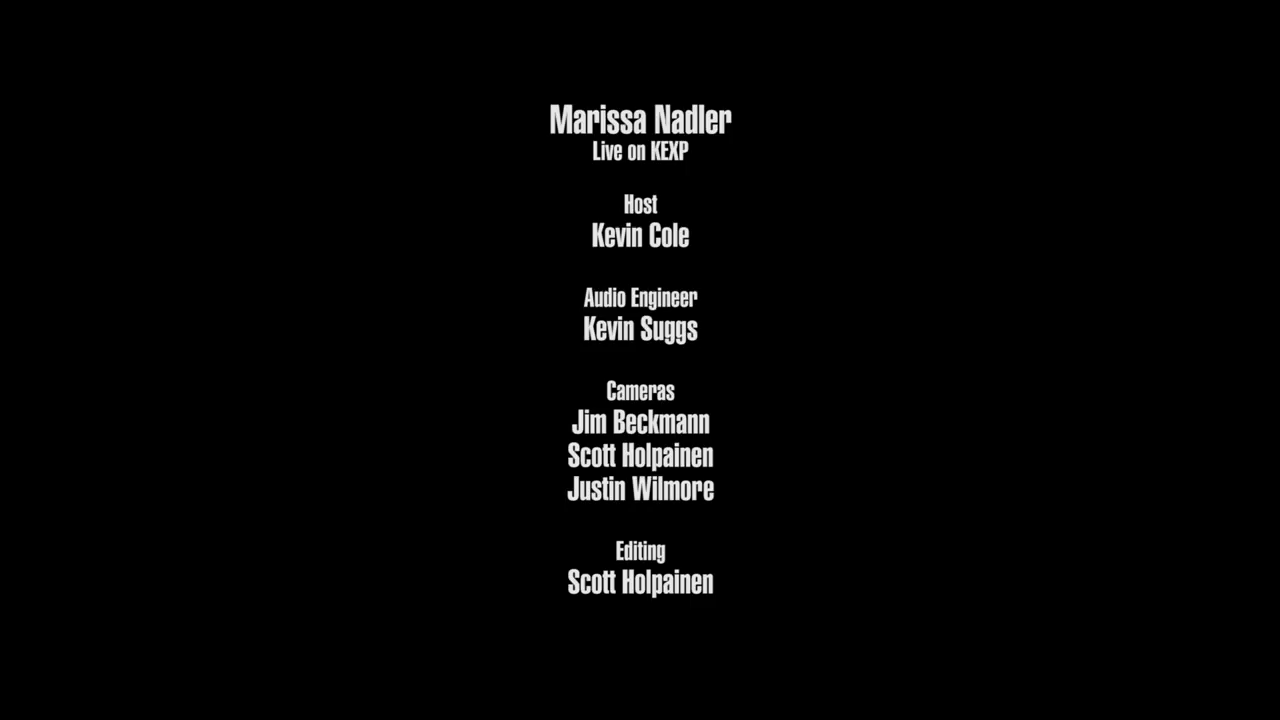 Marissa Nadler
Live on KEXP
Host
Kevin Cole
Audio Engineer
Kevin Suggs
Cameras
Jim Beckmann
Scott Holpainen
Justin Wilmore
Editing
Scott Holpainen